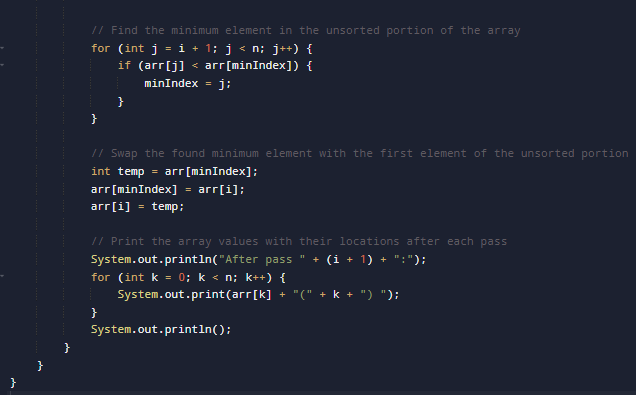 // Find the minimum element in the unsorted portion of the array
for (int j = i + 1; j < n; j++) {
if (arr[j] < arr[minIndex]) {
minIndex = j;
}
}
// Swap the found minimum element with the first element of the unsorted portion
int temp = arr[minIndex];
arr[minIndex] = arr[i];
arr[i] = temp;
// Print the array values with their locations after each pass
System.out.println("After pass " + (i + 1) + ":");
for (int k = 0; k < n; k++) {
System.out.print(arr[k] + "(" + k + ") ");
}
System.out.println();
}
}
}